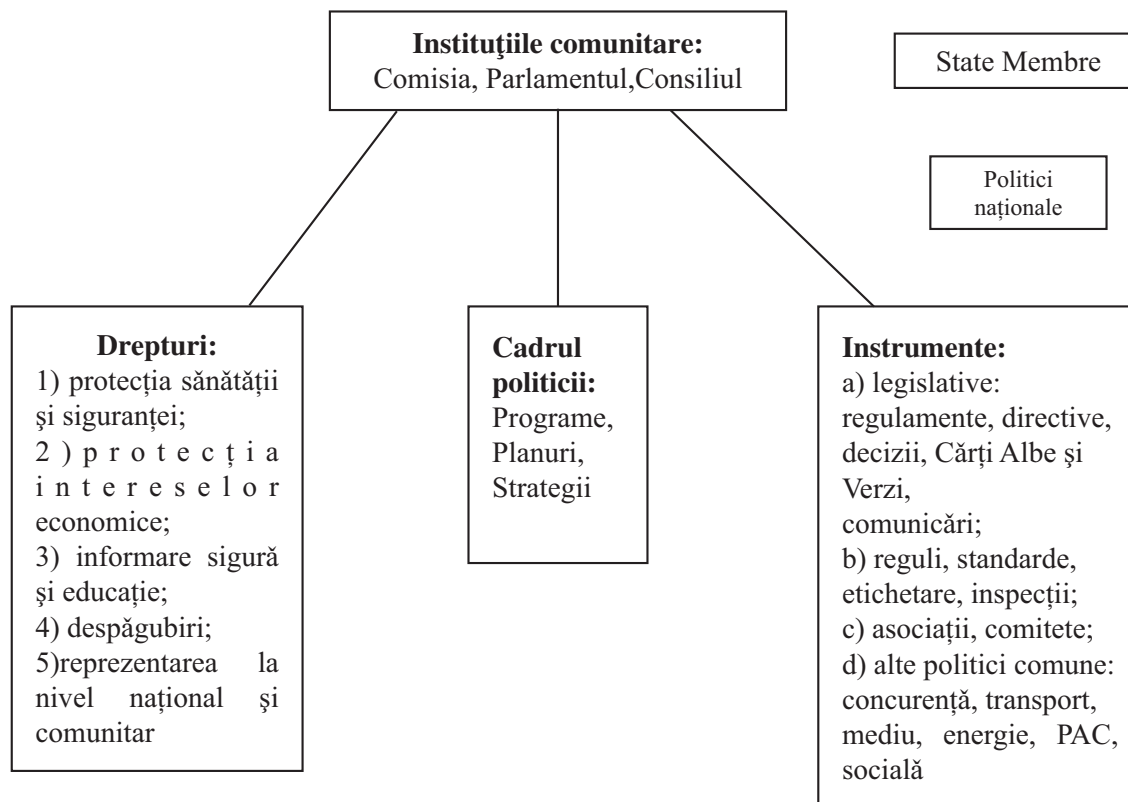 Instituţiile comunitare:
Comisia, Parlamentul,Consiliul
State Membre
Politici
naționale
Drepturi:
1) protecția sănătății
şi siguranței;
2 ) p r o t e c ț i a
i n t e r e s e l o r
economice;
3) informare sigură
şi educație;
4) despăgubiri;
5)reprezentarea la
nivel național şi
comunitar
Cadrul
politicii:
Programe,
Planuri,
Strategii
Instrumente:
a) legislative:
regulamente, directive,
decizii, Cărți Albe şi
Verzi,
comunicări;
b) reguli, standarde,
etichetare, inspecții;
c) asociații, comitete;
d) alte politici comune:
concurență, transport,
mediu, energie, PAC,
socială